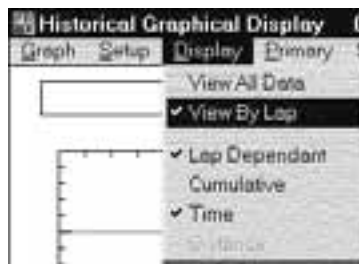 Historical Graphical Display
Graph Setup Display Primary
View All Data
✔ View By Lap
✔ Lap Dependant
Cumulative
✔ Time